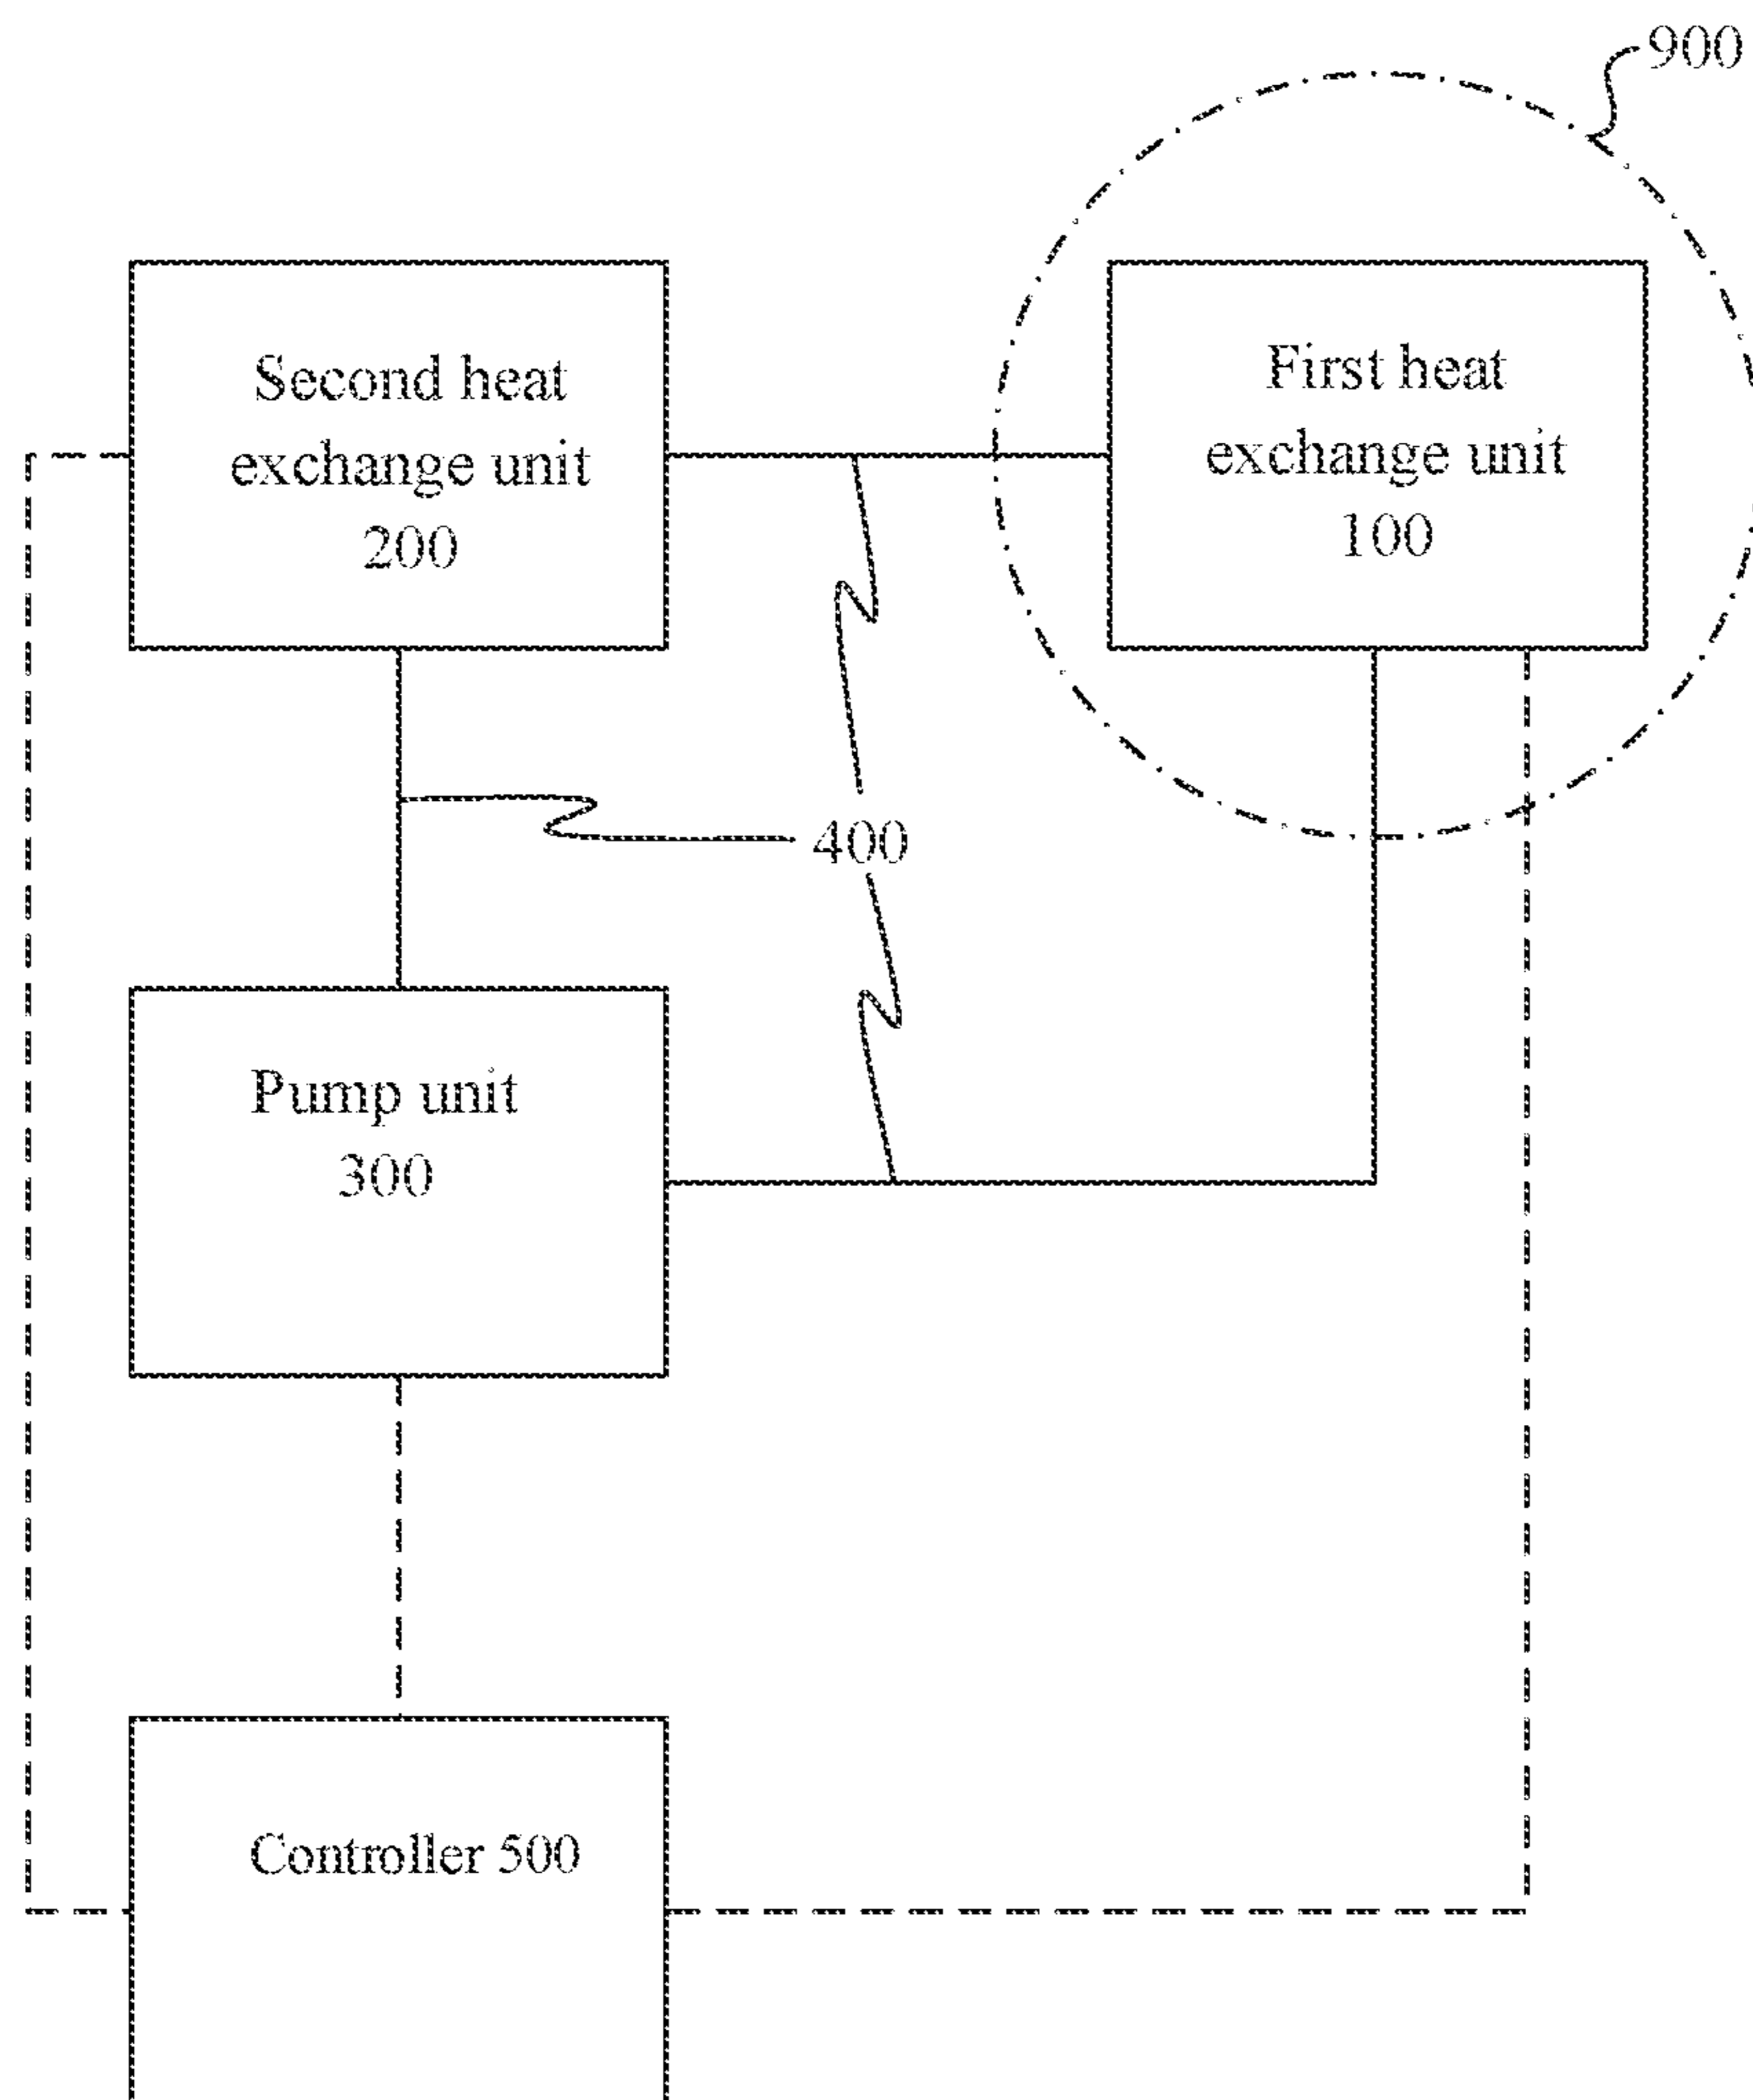 900
Second heat
exchange unit
200
First heat
exchange unit
100
400
Pump unit
300
Controller 500